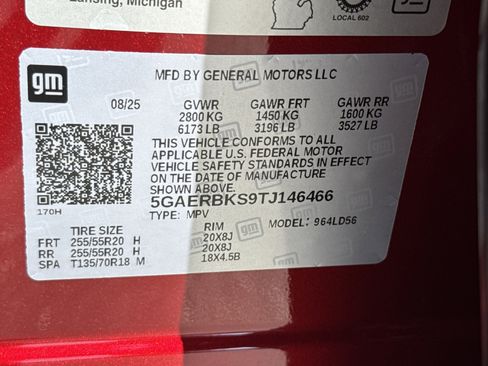 Lansing, Michigan
LOCAL 602
gm
MFD BY GENERAL MOTORS LLC
08/25 GVWR GAWR FRT GAWR RR
2800 KG 1450 KG 1600 KG
6173 LB 3196 LB 3527 LB
THIS VEHICLE CONFORMS TO ALL
APPLICABLE U.S. FEDERAL MOTOR
VEHICLE SAFETY STANDARDS IN EFFECT
ON THE DATE OF MANUFACTURE
SHOWN ABOVE.
170H
5GAERBKS9TJ146466
TYPE: MPV MODEL: 964LD56
TIRE SIZE RIM
FRT 255/55R20 H 20X8J
RR 255/55R20 H 20X8J
SPA T135/70R18 M 18X4.5B